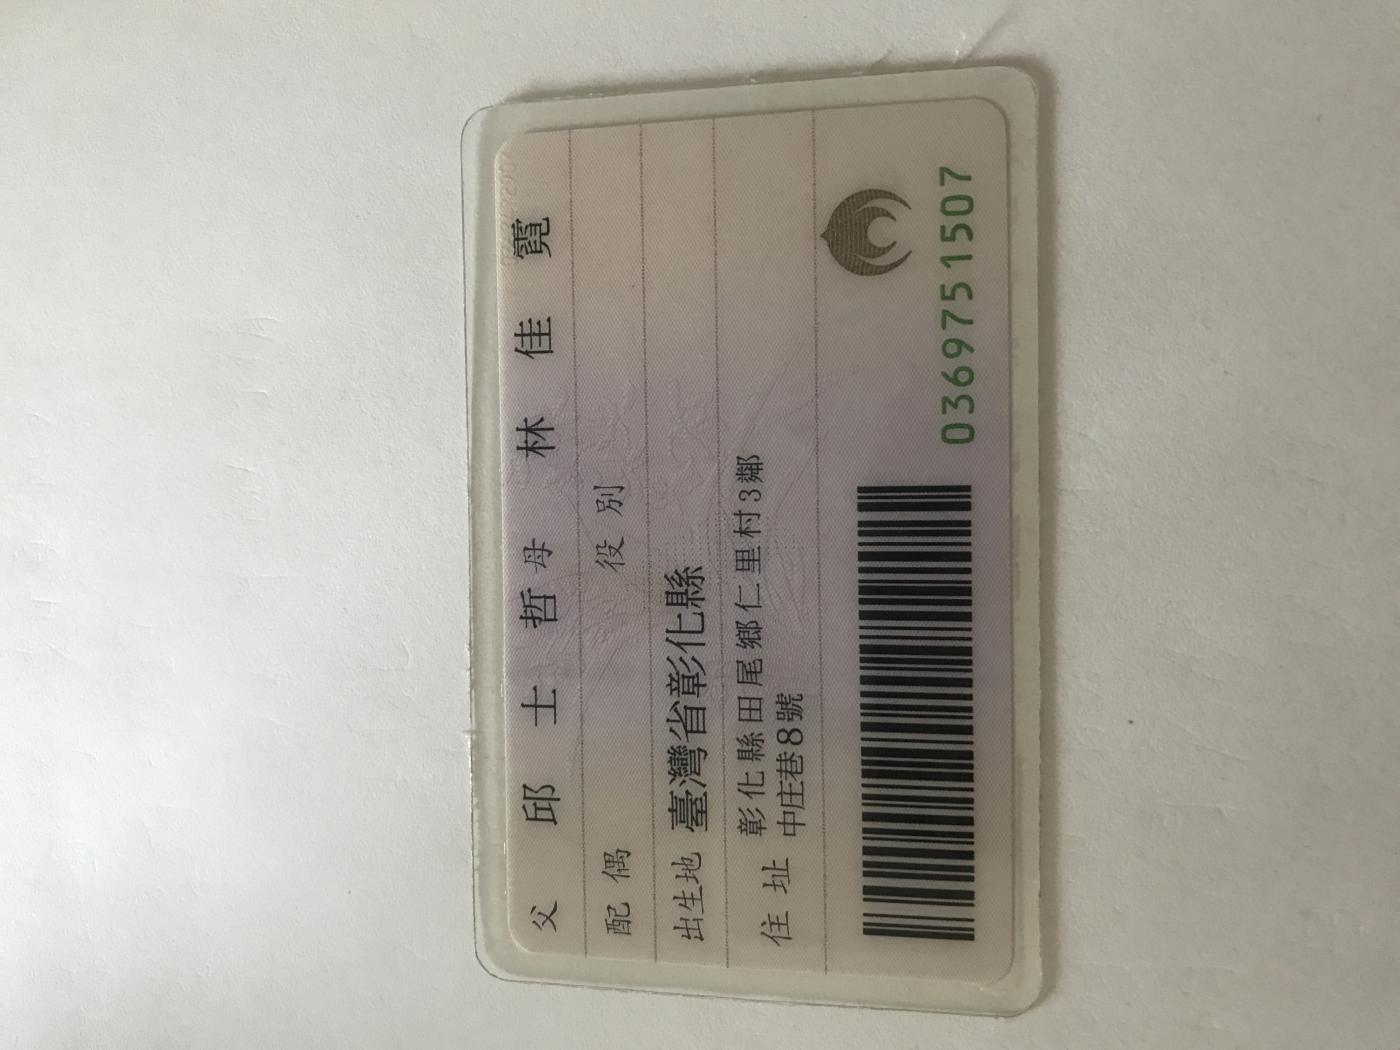 父 邱士哲 母 林佳霓
配偶 役別
出生地 臺灣省彰化縣
住址 彰化縣田尾鄉仁里村3鄰
中庄巷8號
0369751507